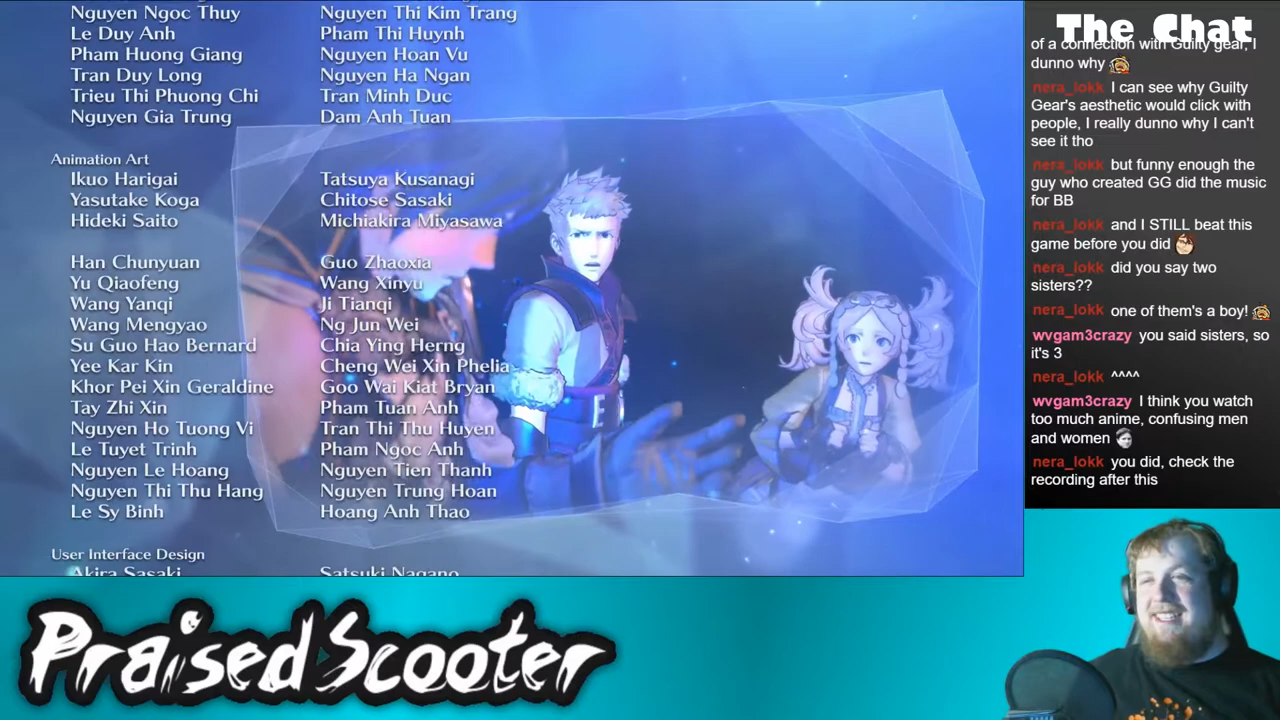 Nguyen Ngoc Thuy Nguyen Thi Kim Trang
Le Duy Anh Pham Thi Huynh
Pham Huong Giang Nguyen Hoan Vu
Tran Duy Long Nguyen Ha Ngan
Trieu Thi Phuong Chi Tran Minh Duc
Nguyen Gia Trung Dam Anh Tuan
Animation Art
Ikuo Harigai Tatsuya Kusanagi
Yasutake Koga Chitose Sasaki
Hideki Saito Michiakira Miyasawa
Han Chunyuan Guo Zhaoxia
Yu Qiaofeng Wang Xinyu
Wang Yanqi Ji Tianqi
Wang Mengyao Ng Jun Wei
Su Guo Hao Bernard Chia Ying Herng
Yee Kar Kin Cheng Wei Xin Phelia
Khor Pei Xin Geraldine Goo Wai Kiat Bryan
Tay Zhi Xin Pham Tuan Anh
Nguyen Ho Tuong Vi Tran Thi Thu Huyen
Le Tuyet Trinh Pham Ngoc Anh
Nguyen Le Hoang Nguyen Tien Thanh
Nguyen Thi Thu Hang Nguyen Trung Hoan
Le Sy Binh Hoang Anh Thao
User Interface Design
Akira Sasaki Satsuki Nagano
The Chat
of a connection with Guilty gear, I
dunno why
nera_lokk I can see why Guilty
Gear's aesthetic would click with
people, I really dunno why I can't
see it tho
nera_lokk but funny enough the
guy who created GG did the music
for BB
nera_lokk and I STILL beat this
game before you did
nera_lokk did you say two
sisters??
nera_lokk one of them's a boy!
wvgam3crazy you said sisters, so
it's 3
nera_lokk ^^^^
wvgam3crazy I think you watch
too much anime, confusing men
and women
nera_lokk you did, check the
recording after this
PraisedScooter